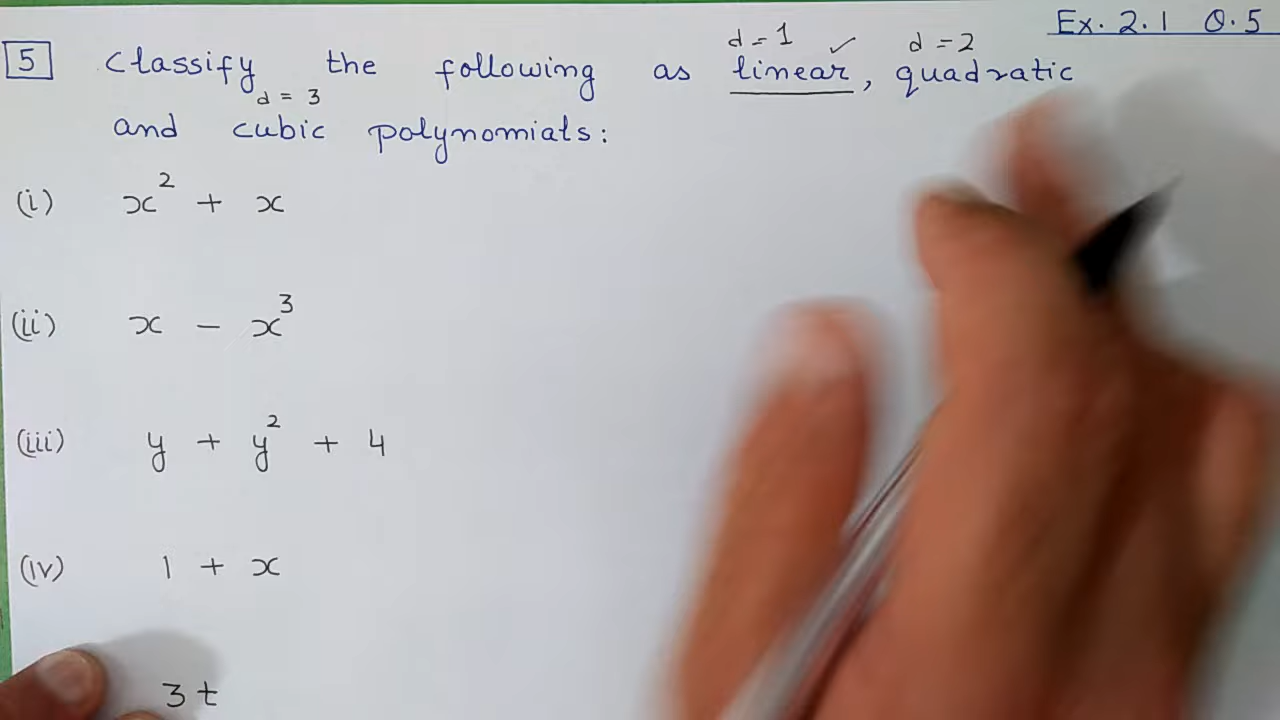 Ex. 2.1 Q.5
d = 1 ✓ d = 2
5 Classify the following as linear, quadratic
d = 3
and cubic polynomials:
(i) x² + x
(ii) x - x³
(iii) y + y² + 4
(iv) 1 + x
3t